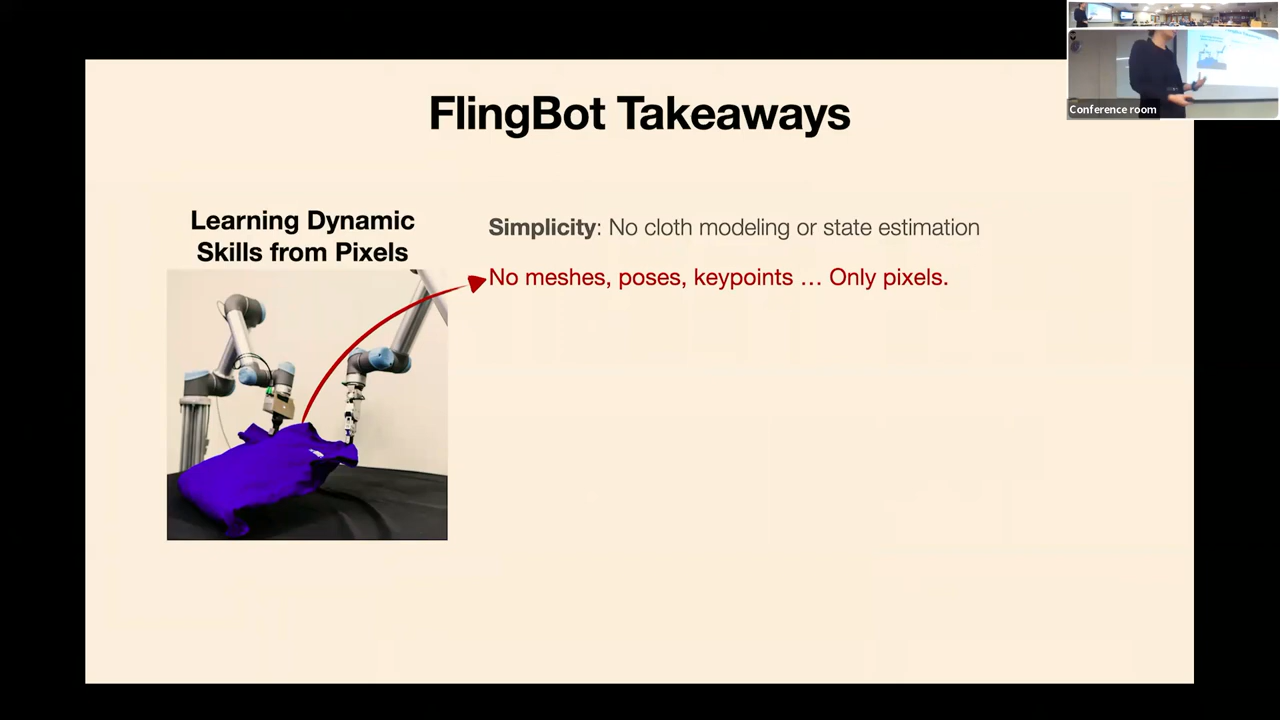 FlingBot Takeaways
Learning Dynamic
Skills from Pixels
Simplicity: No cloth modeling or state estimation
No meshes, poses, keypoints … Only pixels.
Conference room